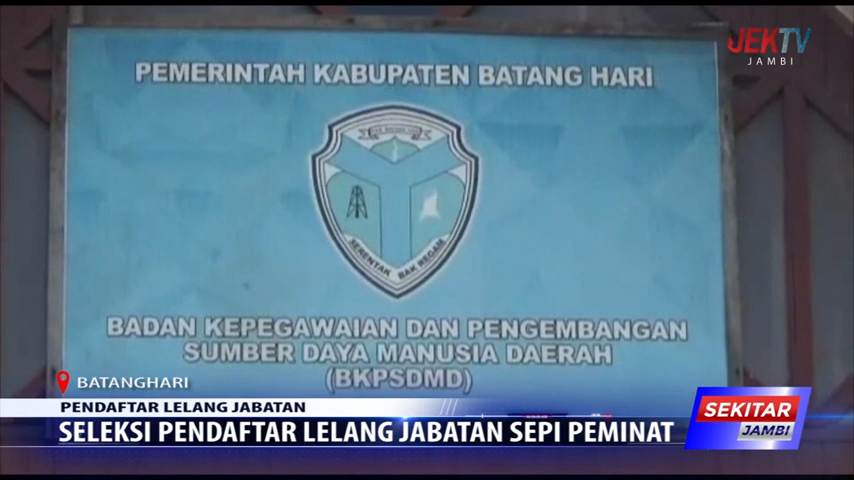 JEKTV
JAMBI
PEMERINTAH KABUPATEN BATANG HARI
SERENTAK BAK REGAM
BADAN KEPEGAWAIAN DAN PENGEMBANGAN
SUMBER DAYA MANUSIA DAERAH
(BKPSDMD)
BATANGHARI
PENDAFTAR LELANG JABATAN
SELEKSI PENDAFTAR LELANG JABATAN SEPI PEMINAT
SEKITAR
JAMBI